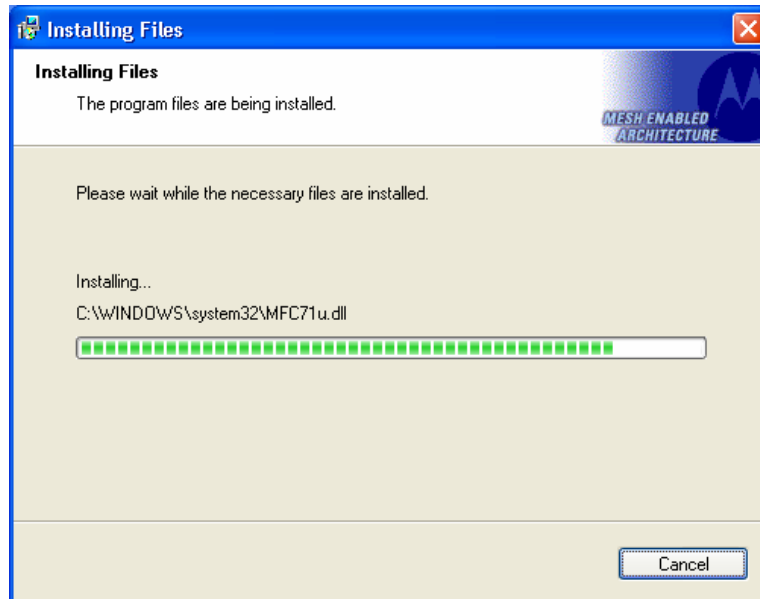 Installing Files
Installing Files
The program files are being installed.
MESH ENABLED
ARCHITECTURE
Please wait while the necessary files are installed.
Installing...
C:\WINDOWS\system32\MFC71u.dll
Cancel